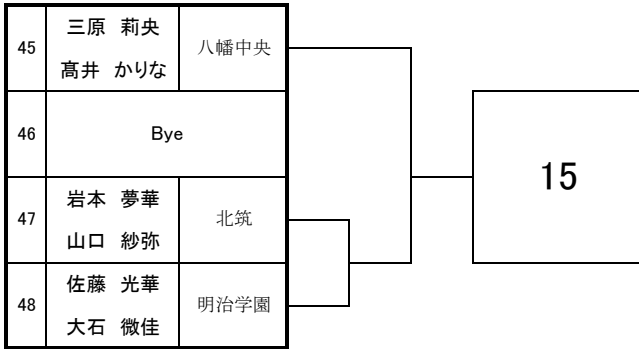 45
三原 莉央
髙井 かりな
八幡中央
46
Bye
47
岩本 夢華
山口 紗弥
北筑
48
佐藤 光華
大石 微佳
明治学園
15